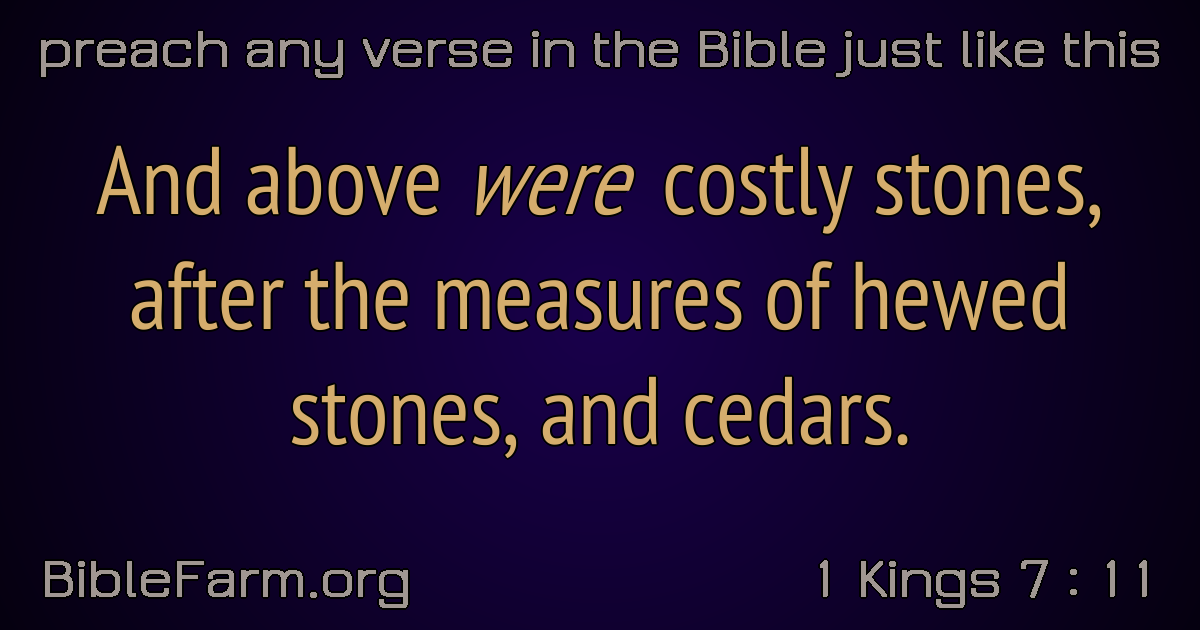 preach any verse in the Bible just like this
And above were costly stones,
after the measures of hewed
stones, and cedars.
BibleFarm.org
1 Kings 7 : 11